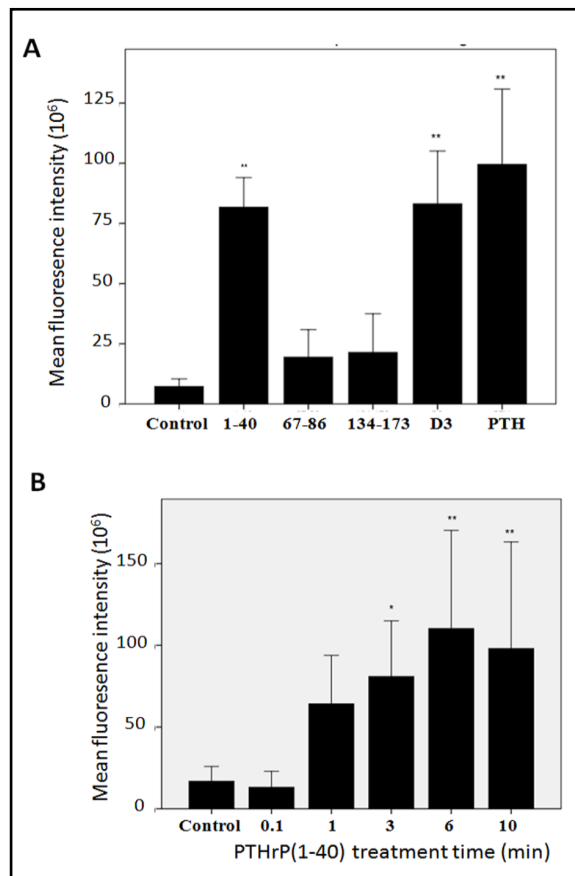 A
Mean fluoresence intensity (10⁶)
125
100
75
50
25
0
**
**
**
Control 1-40 67-86 134-173 D3 PTH
B
Mean fluoresence intensity (10⁶)
150
100
50
0
*
**
**
Control 0.1 1 3 6 10
PTHrP(1-40) treatment time (min)